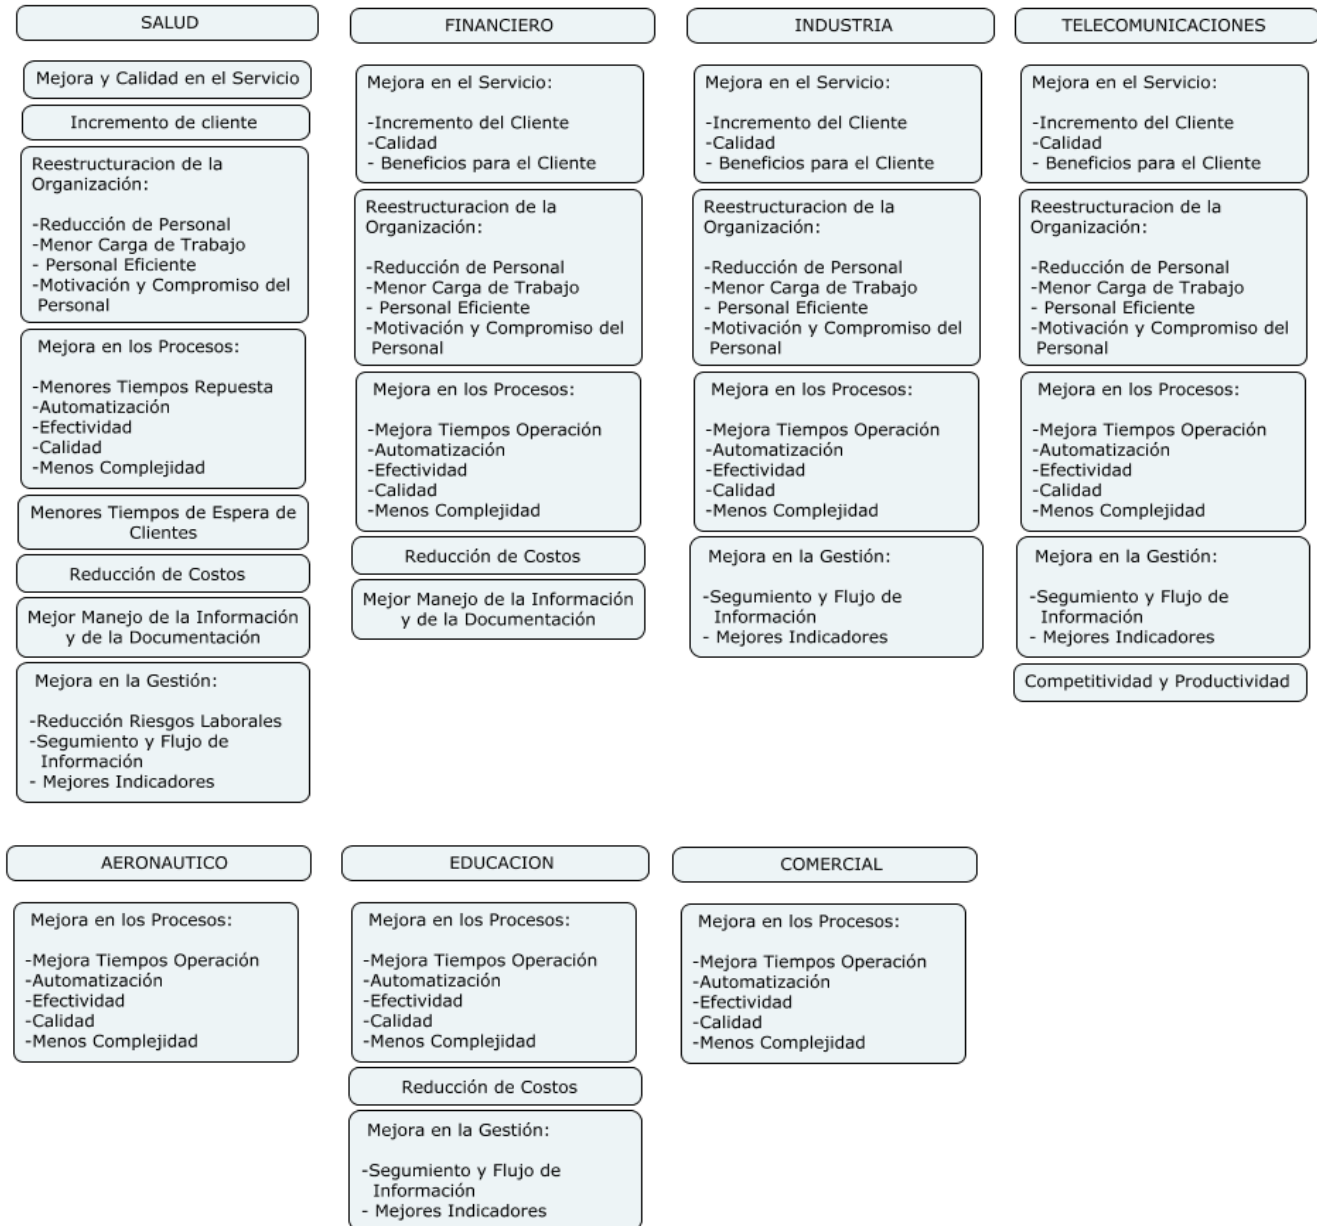 SALUD
Mejora y Calidad en el Servicio
Incremento de cliente
Reestructuracion de la
Organización:
-Reducción de Personal
-Menor Carga de Trabajo
- Personal Eficiente
-Motivación y Compromiso del
Personal
Mejora en los Procesos:
-Menores Tiempos Repuesta
-Automatización
-Efectividad
-Calidad
-Menos Complejidad
Menores Tiempos de Espera de
Clientes
Reducción de Costos
Mejor Manejo de la Información
y de la Documentación
Mejora en la Gestión:
-Reducción Riesgos Laborales
-Segumiento y Flujo de
Información
- Mejores Indicadores
FINANCIERO
Mejora en el Servicio:
-Incremento del Cliente
-Calidad
- Beneficios para el Cliente
Reestructuracion de la
Organización:
-Reducción de Personal
-Menor Carga de Trabajo
- Personal Eficiente
-Motivación y Compromiso del
Personal
Mejora en los Procesos:
-Mejora Tiempos Operación
-Automatización
-Efectividad
-Calidad
-Menos Complejidad
Reducción de Costos
Mejor Manejo de la Información
y de la Documentación
INDUSTRIA
Mejora en el Servicio:
-Incremento del Cliente
-Calidad
- Beneficios para el Cliente
Reestructuracion de la
Organización:
-Reducción de Personal
-Menor Carga de Trabajo
- Personal Eficiente
-Motivación y Compromiso del
Personal
Mejora en los Procesos:
-Mejora Tiempos Operación
-Automatización
-Efectividad
-Calidad
-Menos Complejidad
Mejora en la Gestión:
-Segumiento y Flujo de
Información
- Mejores Indicadores
TELECOMUNICACIONES
Mejora en el Servicio:
-Incremento del Cliente
-Calidad
- Beneficios para el Cliente
Reestructuracion de la
Organización:
-Reducción de Personal
-Menor Carga de Trabajo
- Personal Eficiente
-Motivación y Compromiso del
Personal
Mejora en los Procesos:
-Mejora Tiempos Operación
-Automatización
-Efectividad
-Calidad
-Menos Complejidad
Mejora en la Gestión:
-Segumiento y Flujo de
Información
- Mejores Indicadores
Competitividad y Productividad
AERONAUTICO
Mejora en los Procesos:
-Mejora Tiempos Operación
-Automatización
-Efectividad
-Calidad
-Menos Complejidad
EDUCACION
Mejora en los Procesos:
-Mejora Tiempos Operación
-Automatización
-Efectividad
-Calidad
-Menos Complejidad
Reducción de Costos
Mejora en la Gestión:
-Segumiento y Flujo de
Información
- Mejores Indicadores
COMERCIAL
Mejora en los Procesos:
-Mejora Tiempos Operación
-Automatización
-Efectividad
-Calidad
-Menos Complejidad